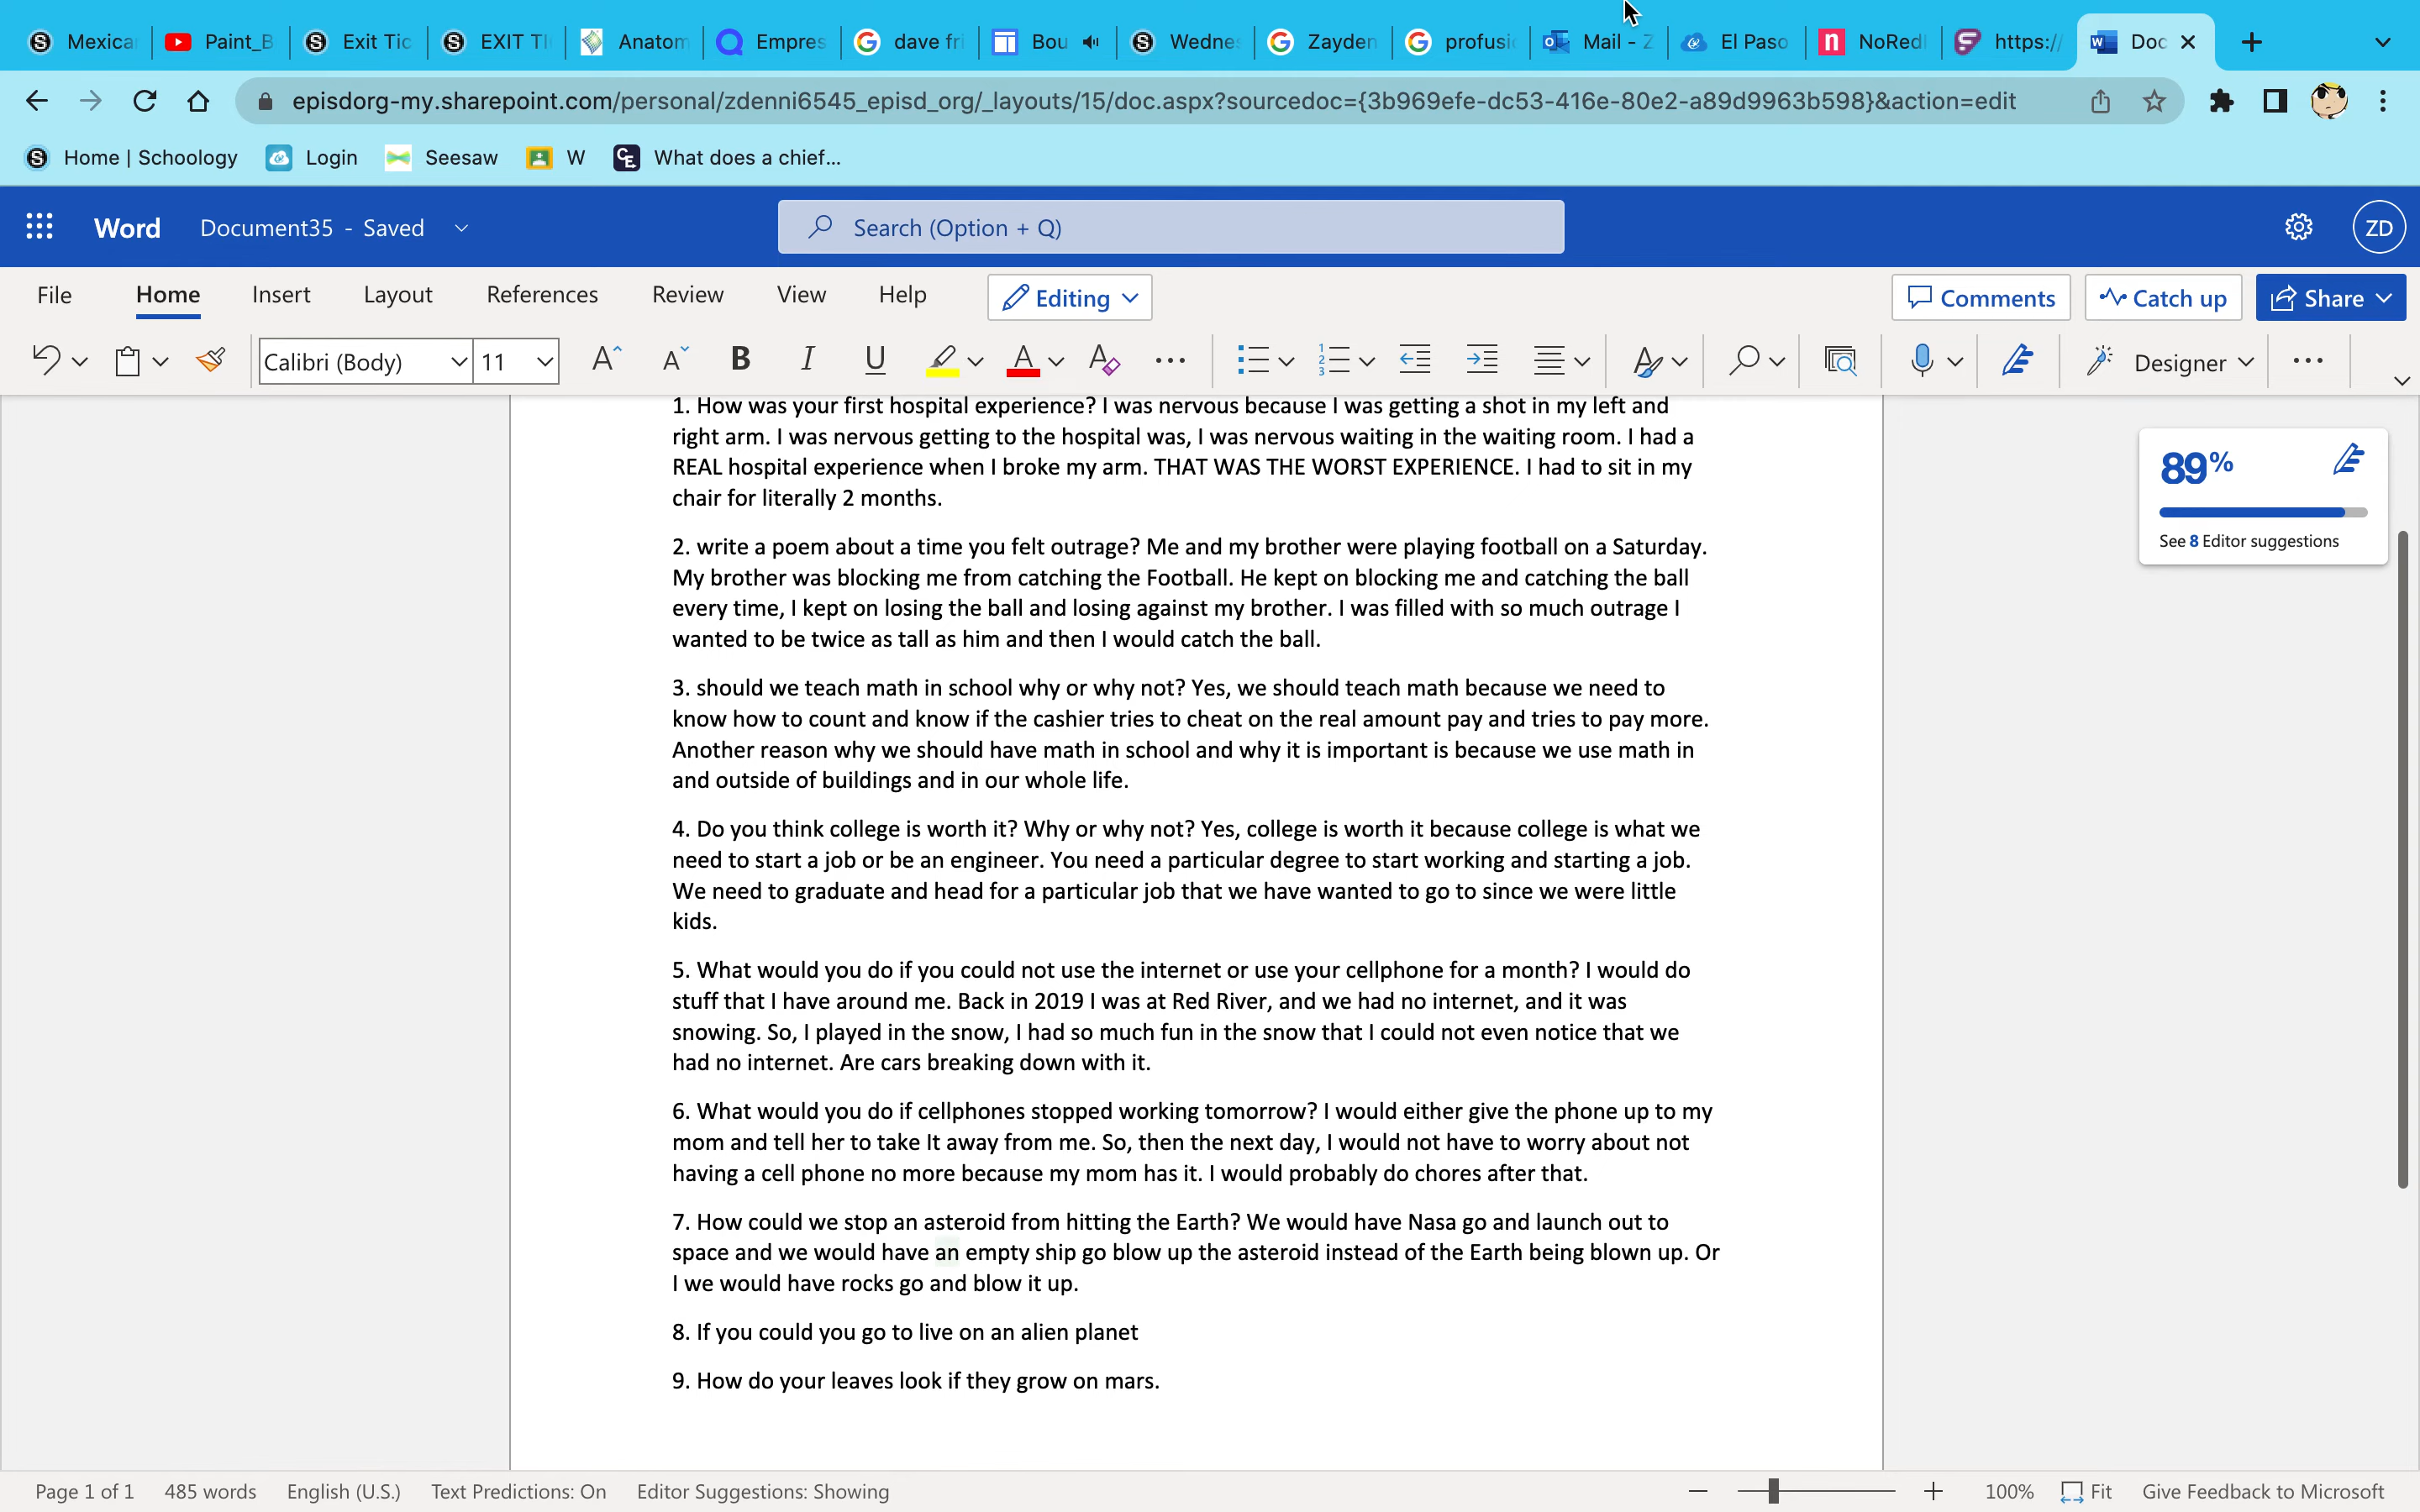 Mexica Paint_B Exit Tic EXIT TI Anatom Empres dave fri Bou Wednes Zayden profusi Mail - Z El Paso NoRedI https:// Doc
episdorg-my.sharepoint.com/personal/zdenni6545_episd_org/_layouts/15/doc.aspx?sourcedoc={3b969efe-dc53-416e-80e2-a89d9963b598}&action=edit
Home | Schoology Login Seesaw W What does a chief...
Word Document35 - Saved Search (Option + Q) ZD
File Home Insert Layout References Review View Help Editing Comments Catch up Share
Calibri (Body) 11 Designer
1. How was your first hospital experience? I was nervous because I was getting a shot in my left and
right arm. I was nervous getting to the hospital was, I was nervous waiting in the waiting room. I had a
REAL hospital experience when I broke my arm. THAT WAS THE WORST EXPERIENCE. I had to sit in my
chair for literally 2 months.
89%
See 8 Editor suggestions
2. write a poem about a time you felt outrage? Me and my brother were playing football on a Saturday.
My brother was blocking me from catching the Football. He kept on blocking me and catching the ball
every time, I kept on losing the ball and losing against my brother. I was filled with so much outrage I
wanted to be twice as tall as him and then I would catch the ball.
3. should we teach math in school why or why not? Yes, we should teach math because we need to
know how to count and know if the cashier tries to cheat on the real amount pay and tries to pay more.
Another reason why we should have math in school and why it is important is because we use math in
and outside of buildings and in our whole life.
4. Do you think college is worth it? Why or why not? Yes, college is worth it because college is what we
need to start a job or be an engineer. You need a particular degree to start working and starting a job.
We need to graduate and head for a particular job that we have wanted to go to since we were little
kids.
5. What would you do if you could not use the internet or use your cellphone for a month? I would do
stuff that I have around me. Back in 2019 I was at Red River, and we had no internet, and it was
snowing. So, I played in the snow, I had so much fun in the snow that I could not even notice that we
had no internet. Are cars breaking down with it.
6. What would you do if cellphones stopped working tomorrow? I would either give the phone up to my
mom and tell her to take It away from me. So, then the next day, I would not have to worry about not
having a cell phone no more because my mom has it. I would probably do chores after that.
7. How could we stop an asteroid from hitting the Earth? We would have Nasa go and launch out to
space and we would have an empty ship go blow up the asteroid instead of the Earth being blown up. Or
I we would have rocks go and blow it up.
8. If you could you go to live on an alien planet
9. How do your leaves look if they grow on mars.
Page 1 of 1 485 words English (U.S.) Text Predictions: On Editor Suggestions: Showing 100% Fit Give Feedback to Microsoft